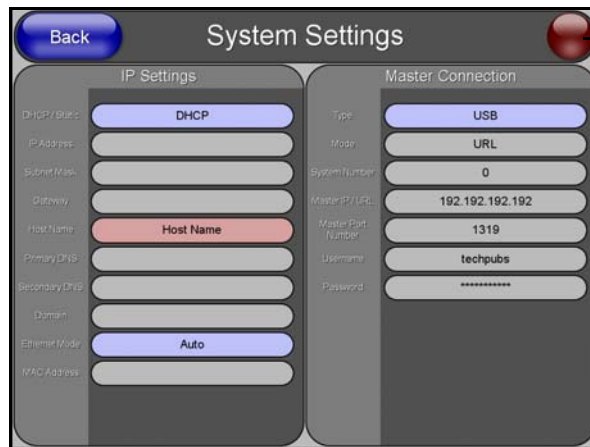 Back
System Settings
IP Settings
DHCP / Static
DHCP
IP Address
Subnet Mask
Gateway
Host Name
Host Name
Primary DNS
Secondary DNS
Domain
Ethernet Mode
Auto
MAC Address
Master Connection
Type
USB
Mode
URL
System Number
0
Master IP / URL
192.192.192.192
Master Port
Number
1319
Username
techpubs
Password
***********